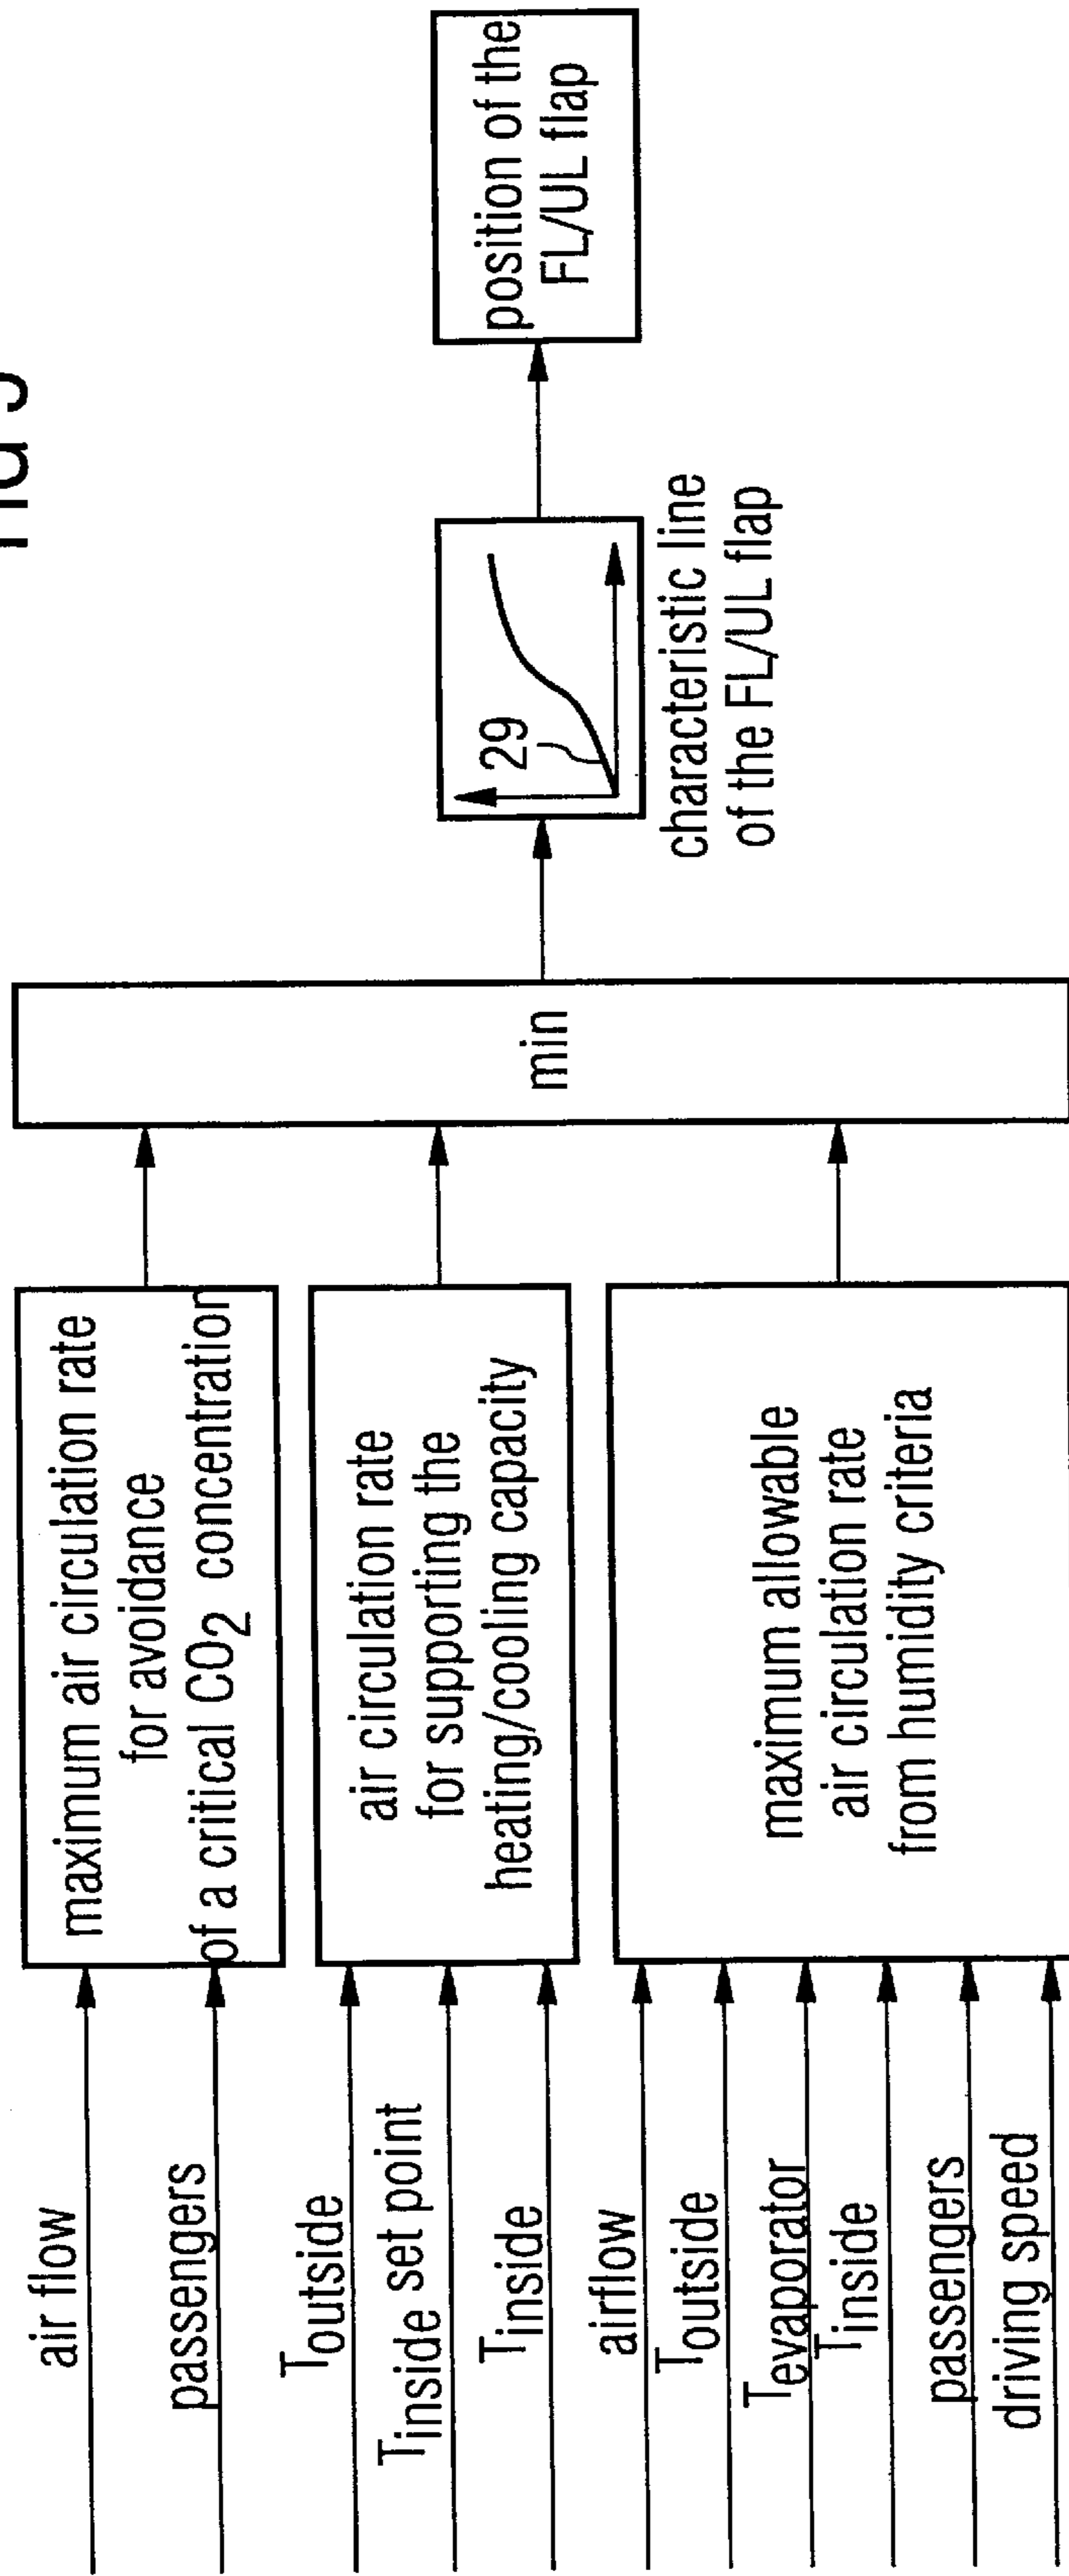 air flow
passengers
Toutside
Tinside set point
Tinside
airflow
Toutside
Tevaporator
Tinside
passengers
driving speed
maximum air circulation rate
for avoidance
of a critical CO2 concentration
air circulation rate
for supporting the
heating/cooling capacity
maximum allowable
air circulation rate
from humidity criteria
min
29
characteristic line
of the FL/UL flap
position of the
FL/UL flap